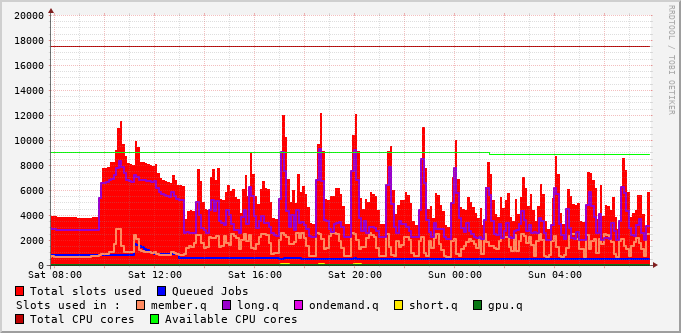 20000
18000
16000
14000
12000
10000
8000
6000
4000
2000
0
Sat 08:00 Sat 12:00 Sat 16:00 Sat 20:00 Sun 00:00 Sun 04:00
Total slots used Queued Jobs
Slots used in : member.q long.q ondemand.q short.q gpu.q
Total CPU cores Available CPU cores
RRDTOOL / TOBI OETIKER